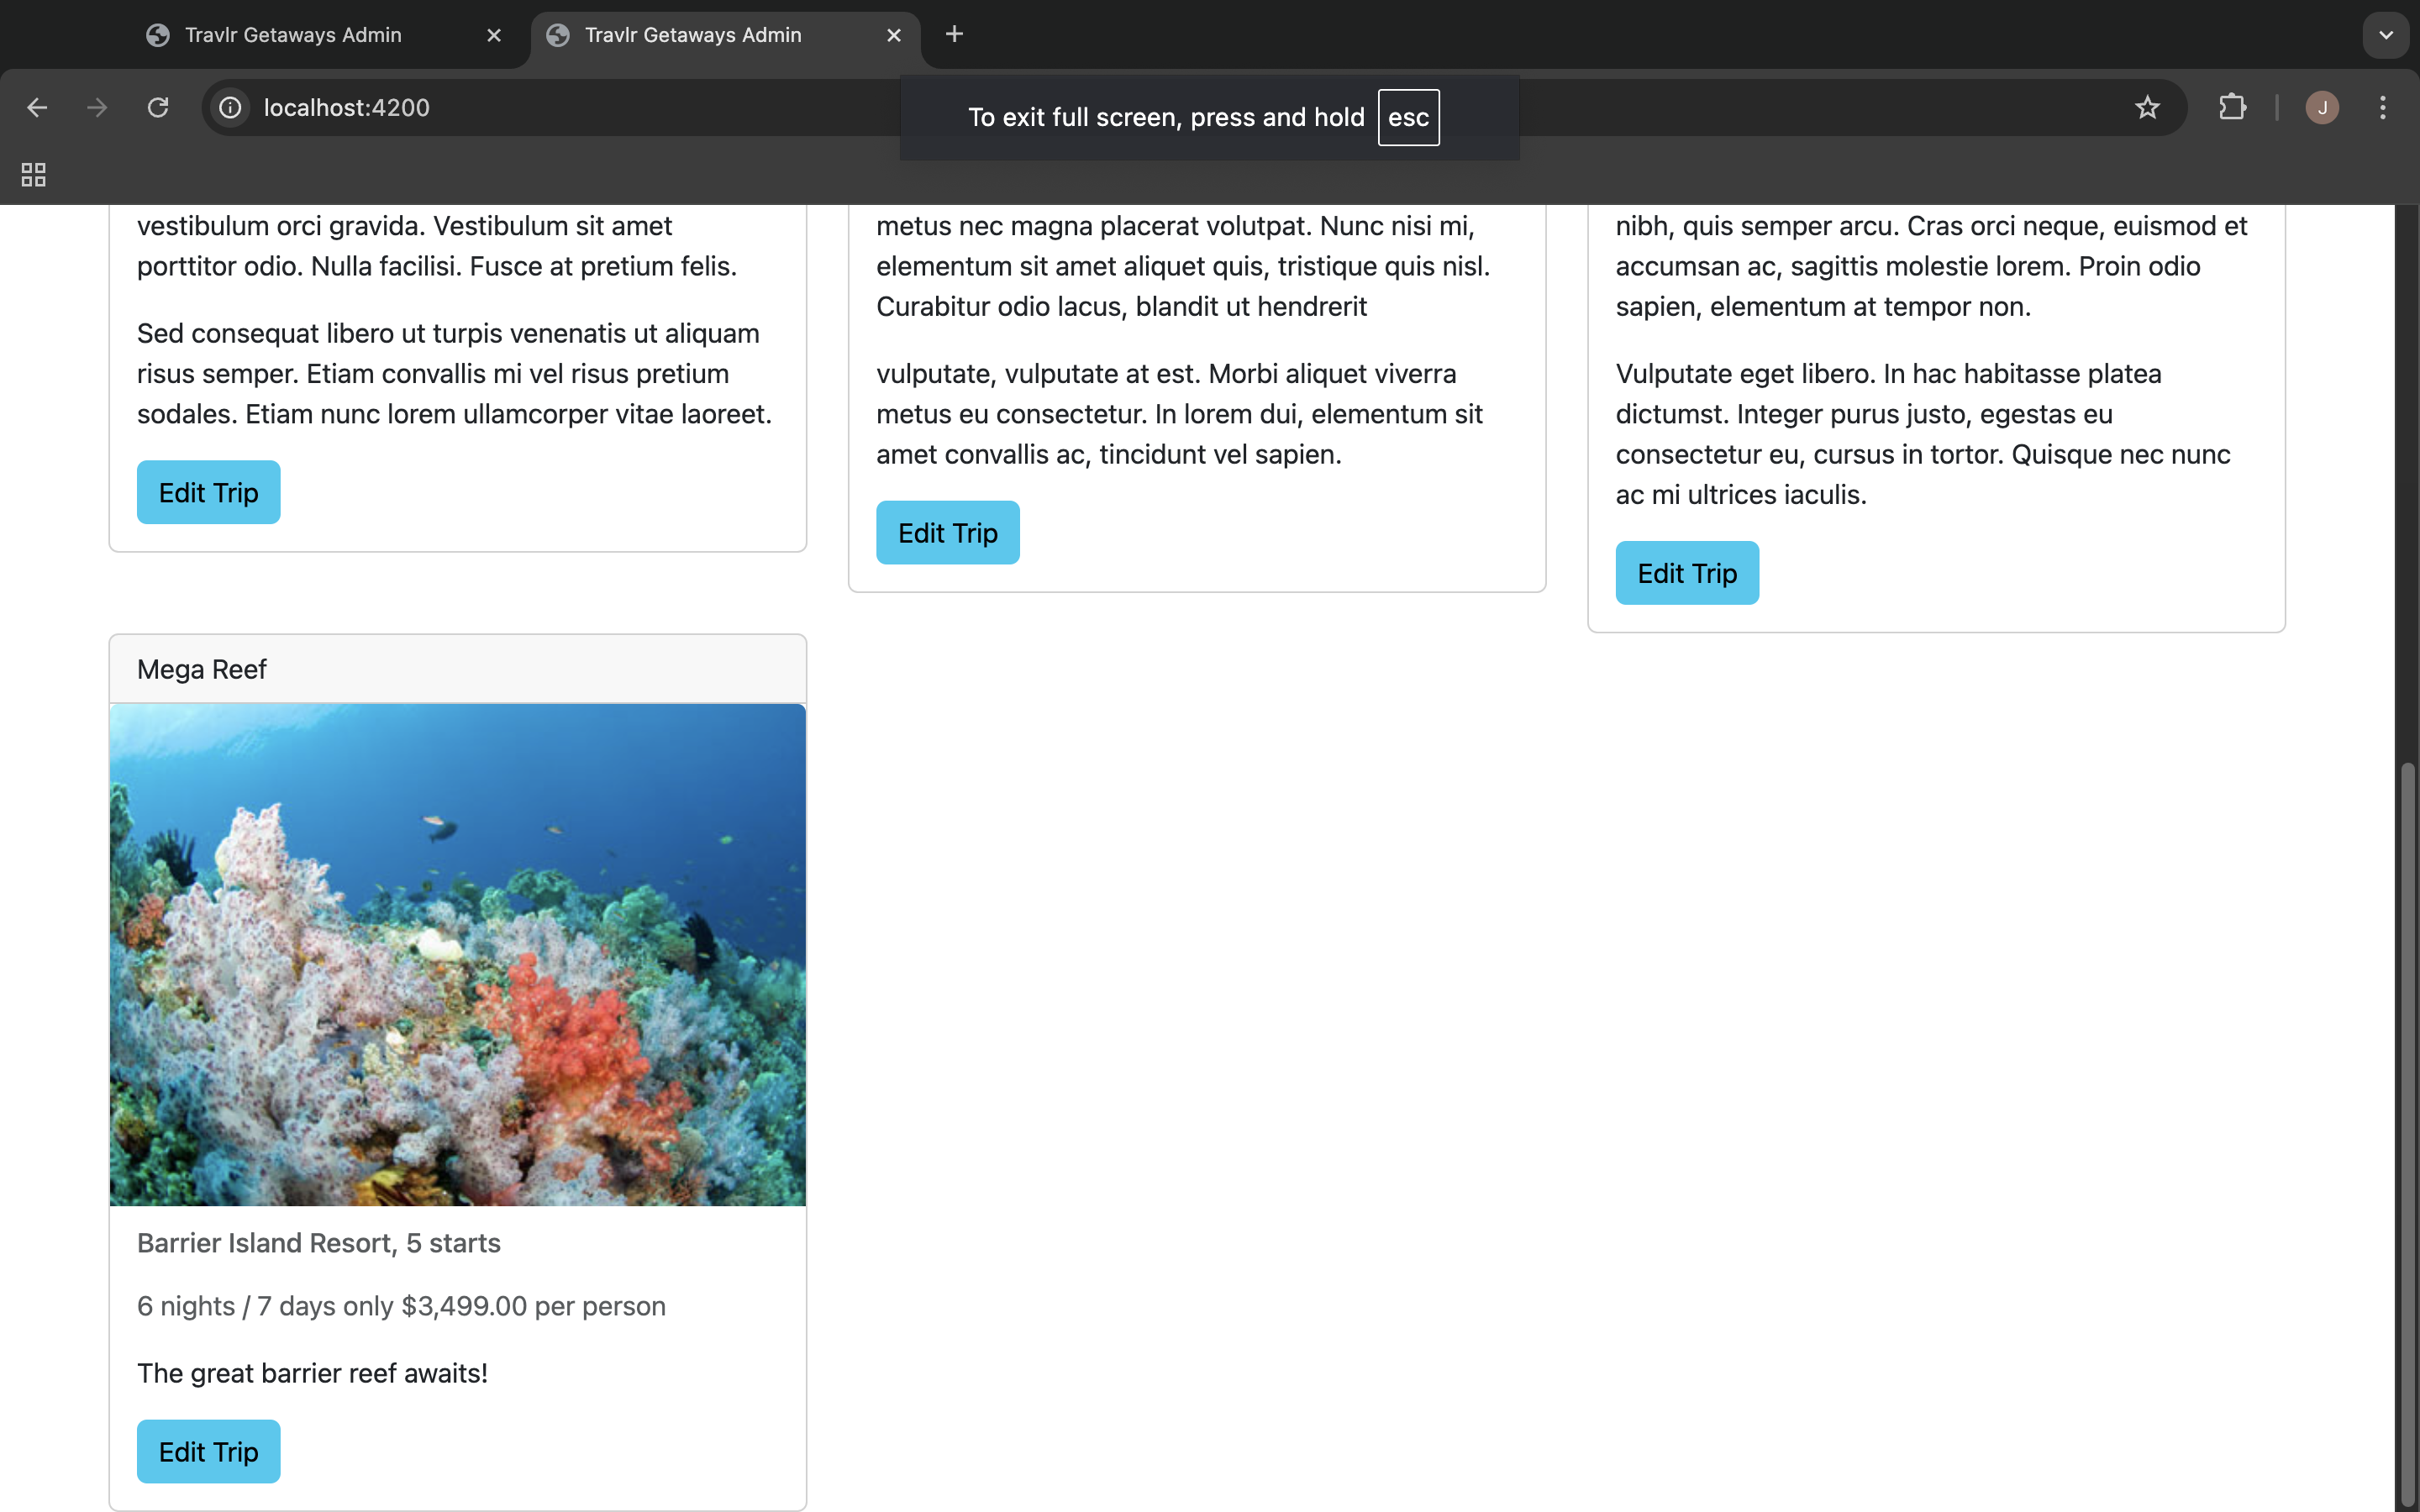 Travlr Getaways Admin
Travlr Getaways Admin
localhost:4200
To exit full screen, press and hold esc
J
vestibulum orci gravida. Vestibulum sit amet
porttitor odio. Nulla facilisi. Fusce at pretium felis.
Sed consequat libero ut turpis venenatis ut aliquam
risus semper. Etiam convallis mi vel risus pretium
sodales. Etiam nunc lorem ullamcorper vitae laoreet.
Edit Trip
metus nec magna placerat volutpat. Nunc nisi mi,
elementum sit amet aliquet quis, tristique quis nisl.
Curabitur odio lacus, blandit ut hendrerit
vulputate, vulputate at est. Morbi aliquet viverra
metus eu consectetur. In lorem dui, elementum sit
amet convallis ac, tincidunt vel sapien.
Edit Trip
nibh, quis semper arcu. Cras orci neque, euismod et
accumsan ac, sagittis molestie lorem. Proin odio
sapien, elementum at tempor non.
Vulputate eget libero. In hac habitasse platea
dictumst. Integer purus justo, egestas eu
consectetur eu, cursus in tortor. Quisque nec nunc
ac mi ultrices iaculis.
Edit Trip
Mega Reef
Barrier Island Resort, 5 starts
6 nights / 7 days only $3,499.00 per person
The great barrier reef awaits!
Edit Trip